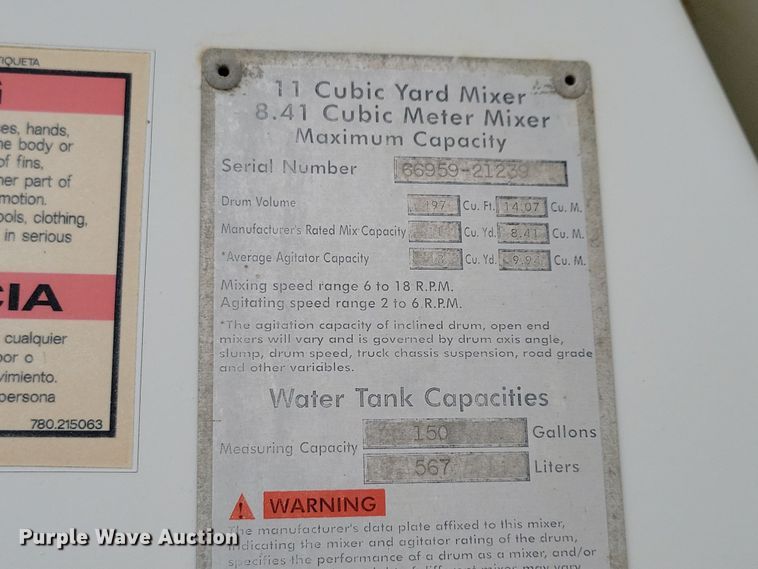 TIQUETA
G
es, hands,
ne body or
of fins,
her part of
motion.
ools, clothing,
in serious
CIA
cualquier
por o
vimiento.
persona
780.215063
11 Cubic Yard Mixer
8.41 Cubic Meter Mixer
Maximum Capacity
Serial Number 66959-21239
Drum Volume 497 Cu. Ft. 14.07 Cu. M.
Manufacturer's Rated Mix Capacity 11 Cu. Yd. 8.41 Cu. M.
*Average Agitator Capacity 13 Cu. Yd. 9.94 Cu. M.
Mixing speed range 6 to 18 R.P.M.
Agitating speed range 2 to 6 R.P.M.
*The agitation capacity of inclined drum, open end
mixers will vary and is governed by drum axis angle,
slump, drum speed, truck chassis suspension, road grade
and other variables.
Water Tank Capacities
Measuring Capacity 150 Gallons
567 Liters
WARNING
The manufacturer's data plate affixed to this mixer,
indicating the mixer and agitator rating of the drum,
specifies the performance of a drum as a mixer, and/or
Purple Wave Auction